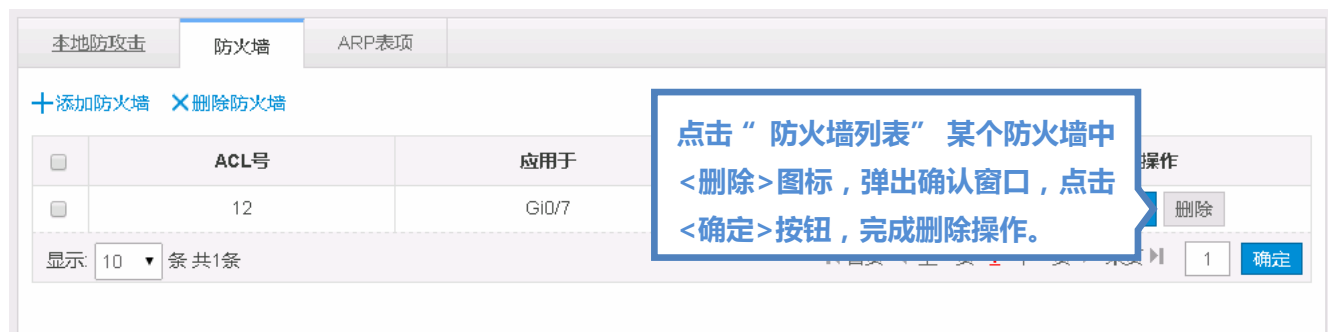 本地防攻击 防火墙 ARP表项
添加防火墙 删除防火墙
ACL号 应用于 操作
12 Gi0/7 删除
点击“ 防火墙列表” 某个防火墙中
<删除>图标，弹出确认窗口，点击
<确定>按钮，完成删除操作。
显示: 10 条 共1条 1 确定